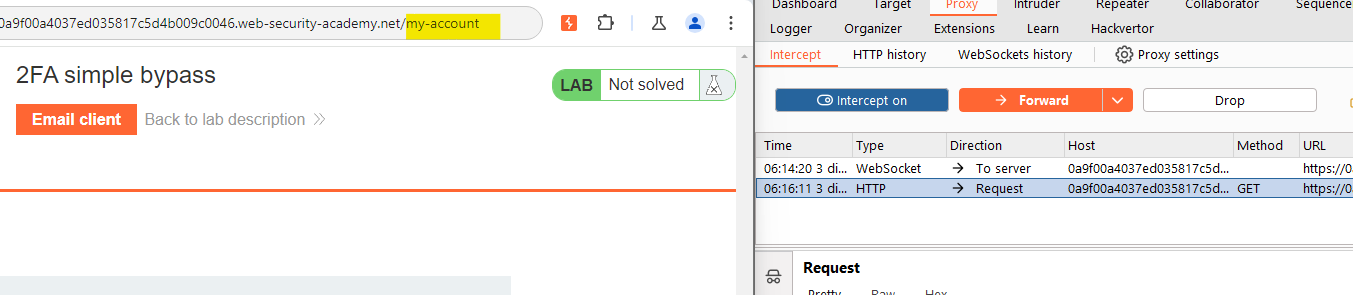 0a9f00a4037ed035817c5d4b009c0046.web-security-academy.net/my-account
2FA simple bypass
LAB Not solved
Email client Back to lab description
Dashboard Target Proxy Intruder Repeater Collaborator Sequence
Logger Organizer Extensions Learn Hackvertor
Intercept HTTP history WebSockets history Proxy settings
Intercept on Forward Drop
Time Type Direction Host Method URL
06:14:20 3 di... WebSocket To server 0a9f00a4037ed035817c5d... https://0
06:16:11 3 di... HTTP Request 0a9f00a4037ed035817c5d... GET https://0a
Request
Pretty Raw Hex